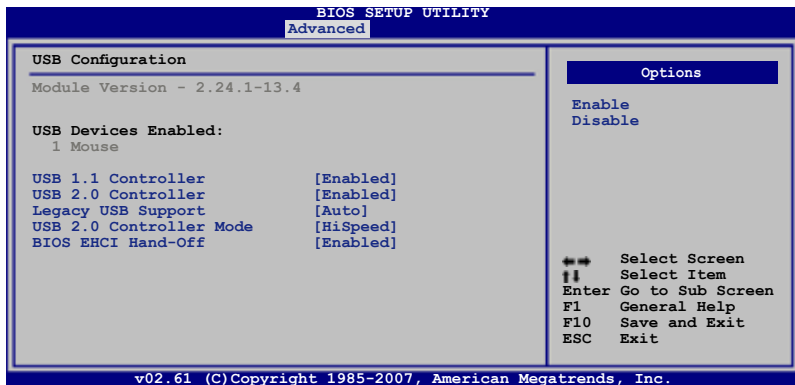 BIOS SETUP UTILITY
Advanced
USB Configuration
Module Version - 2.24.1-13.4
USB Devices Enabled:
1 Mouse
USB 1.1 Controller [Enabled]
USB 2.0 Controller [Enabled]
Legacy USB Support [Auto]
USB 2.0 Controller Mode [HiSpeed]
BIOS EHCI Hand-Off [Enabled]
Options
Enable
Disable
←→ Select Screen
↑↓ Select Item
Enter Go to Sub Screen
F1 General Help
F10 Save and Exit
ESC Exit
v02.61 (C)Copyright 1985-2007, American Megatrends, Inc.